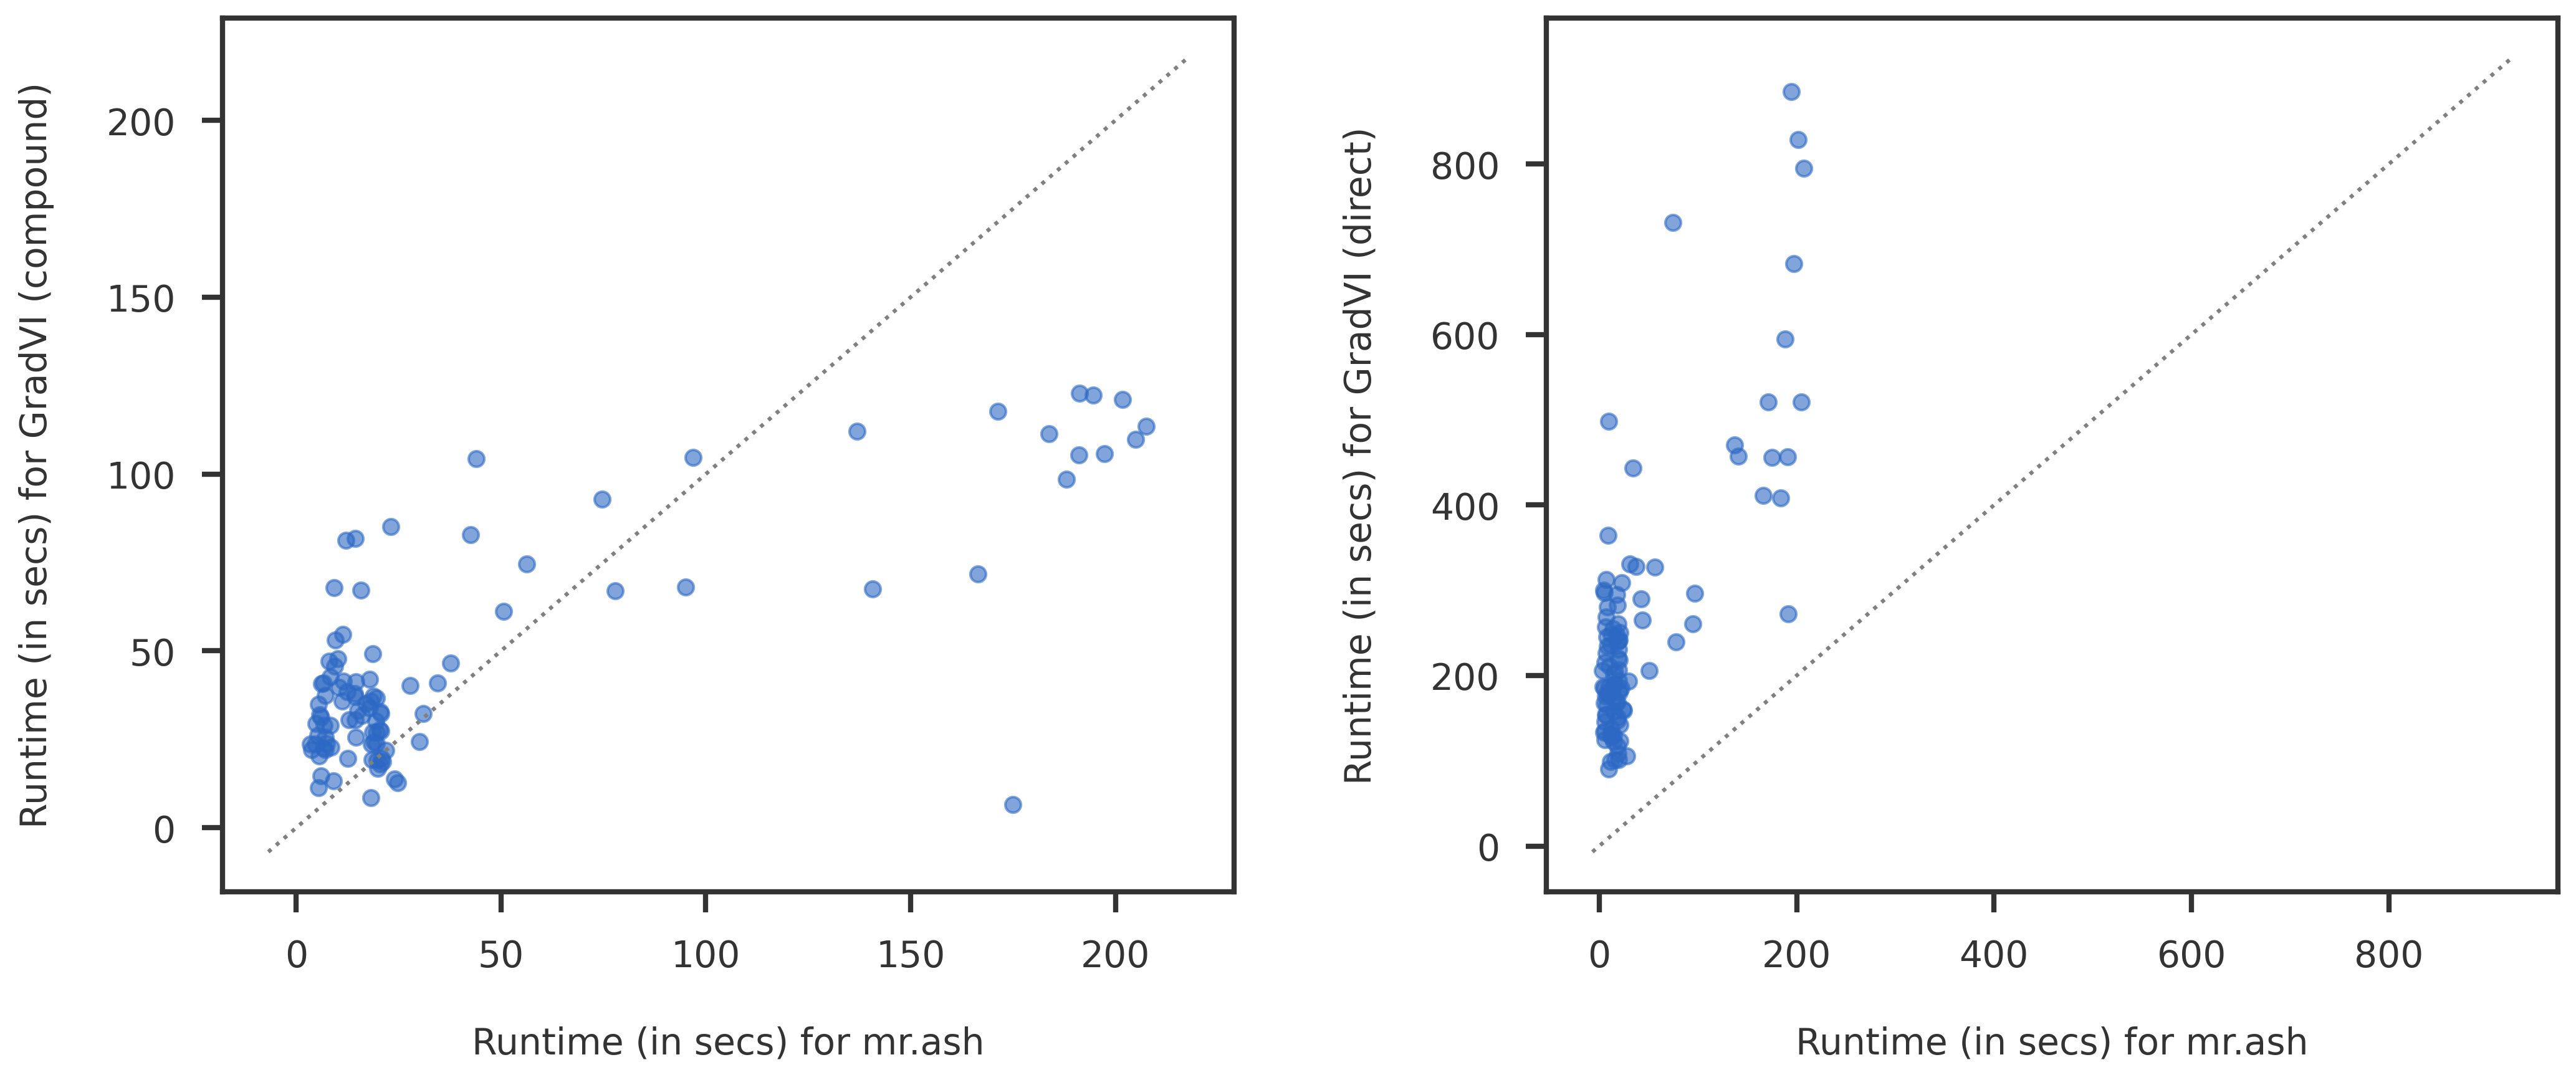 Runtime (in secs) for GradVI (compound)
200
150
100
50
0
0 50 100 150 200
Runtime (in secs) for mr.ash
Runtime (in secs) for GradVI (direct)
800
600
400
200
0
0 200 400 600 800
Runtime (in secs) for mr.ash